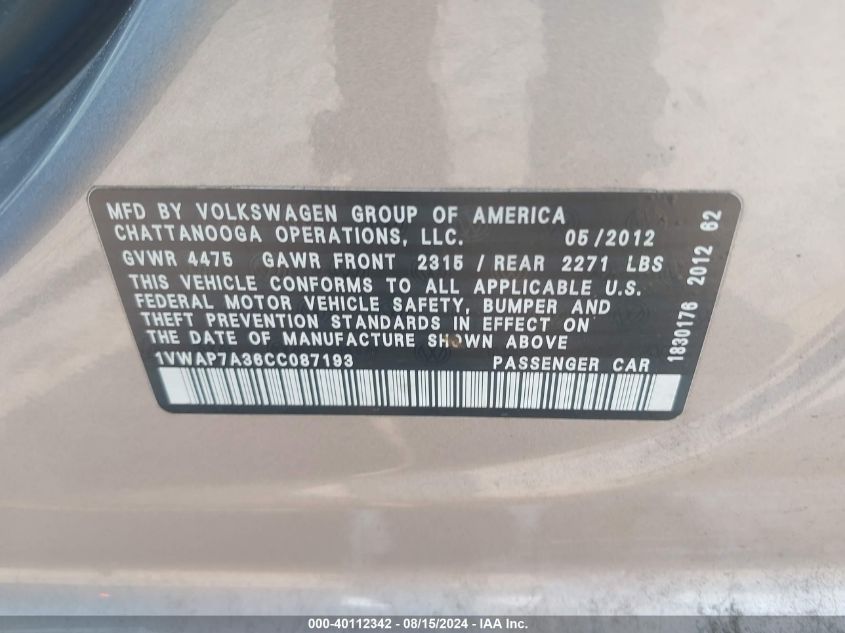 MFD BY VOLKSWAGEN GROUP OF AMERICA
CHATTANOOGA OPERATIONS, LLC. 05/2012
GVWR 4475 GAWR FRONT 2315 / REAR 2271 LBS
THIS VEHICLE CONFORMS TO ALL APPLICABLE U.S.
FEDERAL MOTOR VEHICLE SAFETY, BUMPER AND
THEFT PREVENTION STANDARDS IN EFFECT ON
THE DATE OF MANUFACTURE SHOWN ABOVE
1VWAP7A36CC087193 PASSENGER CAR
1830176 2012 62
000-40112342 - 08/15/2024 - IAA Inc.